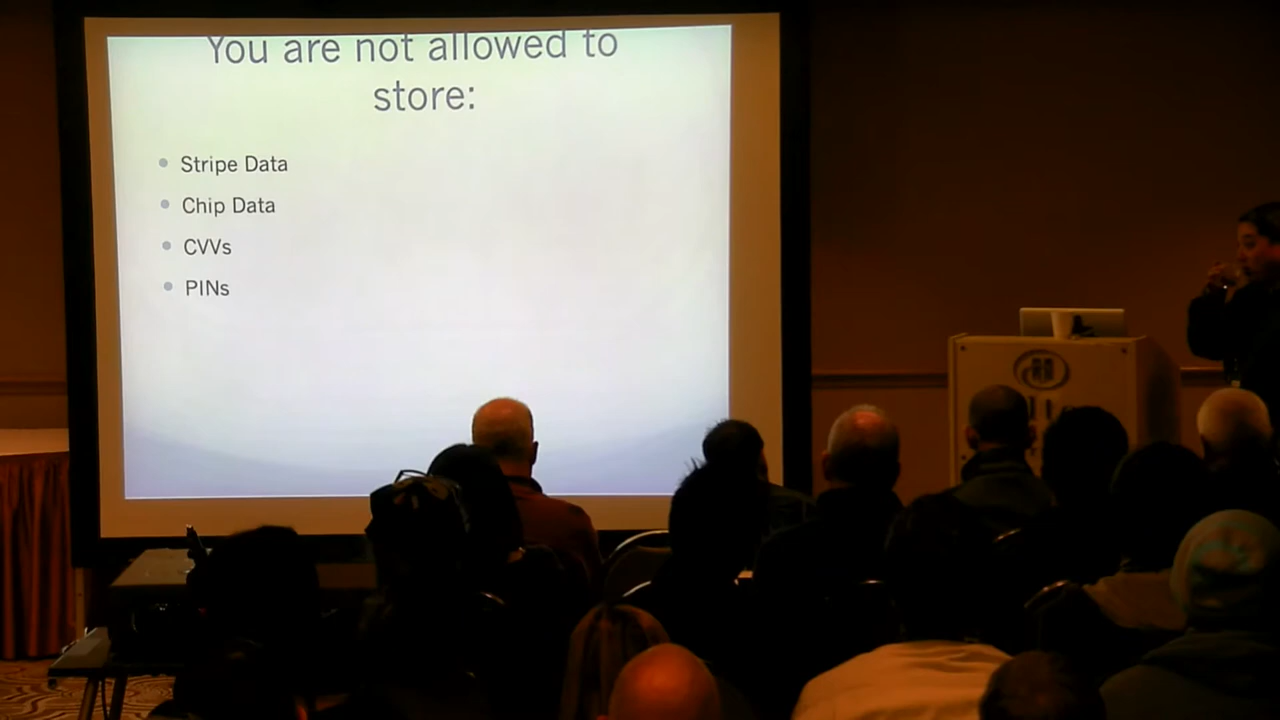 You are not allowed to
store:
Stripe Data
Chip Data
CVVs
PINs